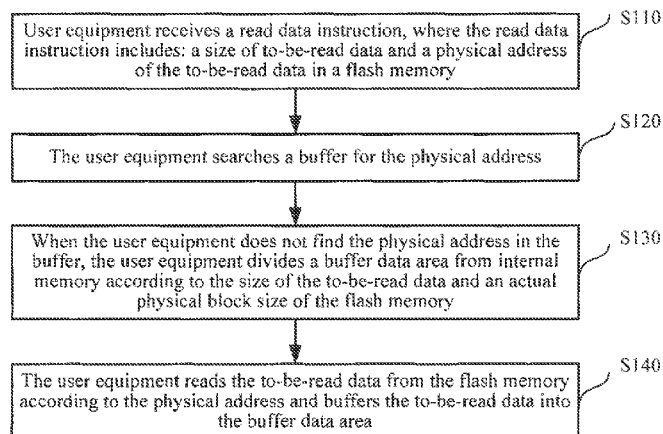 S110
User equipment receives a read data instruction, where the read data
instruction includes: a size of to-be-read data and a physical address
of the to-be-read data in a flash memory
S120
The user equipment searches a buffer for the physical address
S130
When the user equipment does not find the physical address in the
buffer, the user equipment divides a buffer data area from internal
memory according to the size of the to-be-read data and an actual
physical block size of the flash memory
S140
The user equipment reads the to-be-read data from the flash memory
according to the physical address and buffers the to-be-read data into
the buffer data area